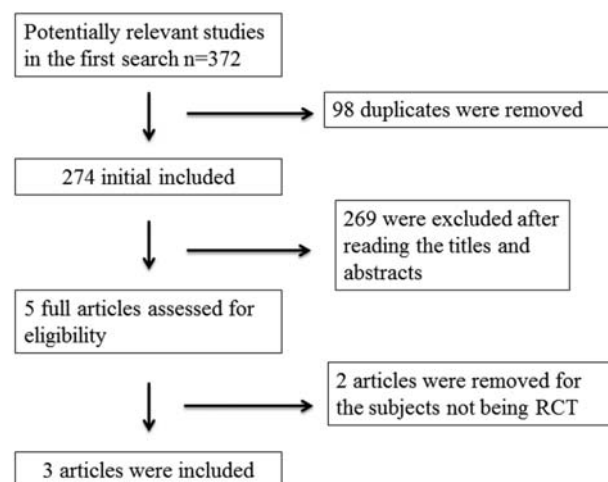 Potentially relevant studies
in the first search n=372
98 duplicates were removed
274 initial included
269 were excluded after
reading the titles and
abstracts
5 full articles assessed for
eligibility
2 articles were removed for
the subjects not being RCT
3 articles were included